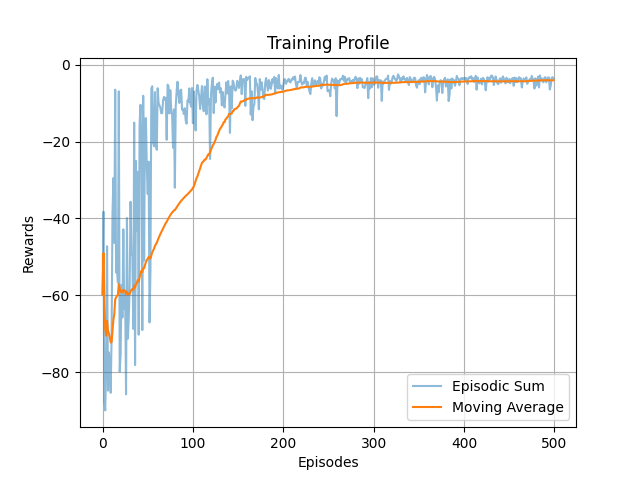 Training Profile
0
−20
−40
−60
−80
Rewards
0
100
200
300
400
500
Episodes
Episodic Sum
Moving Average